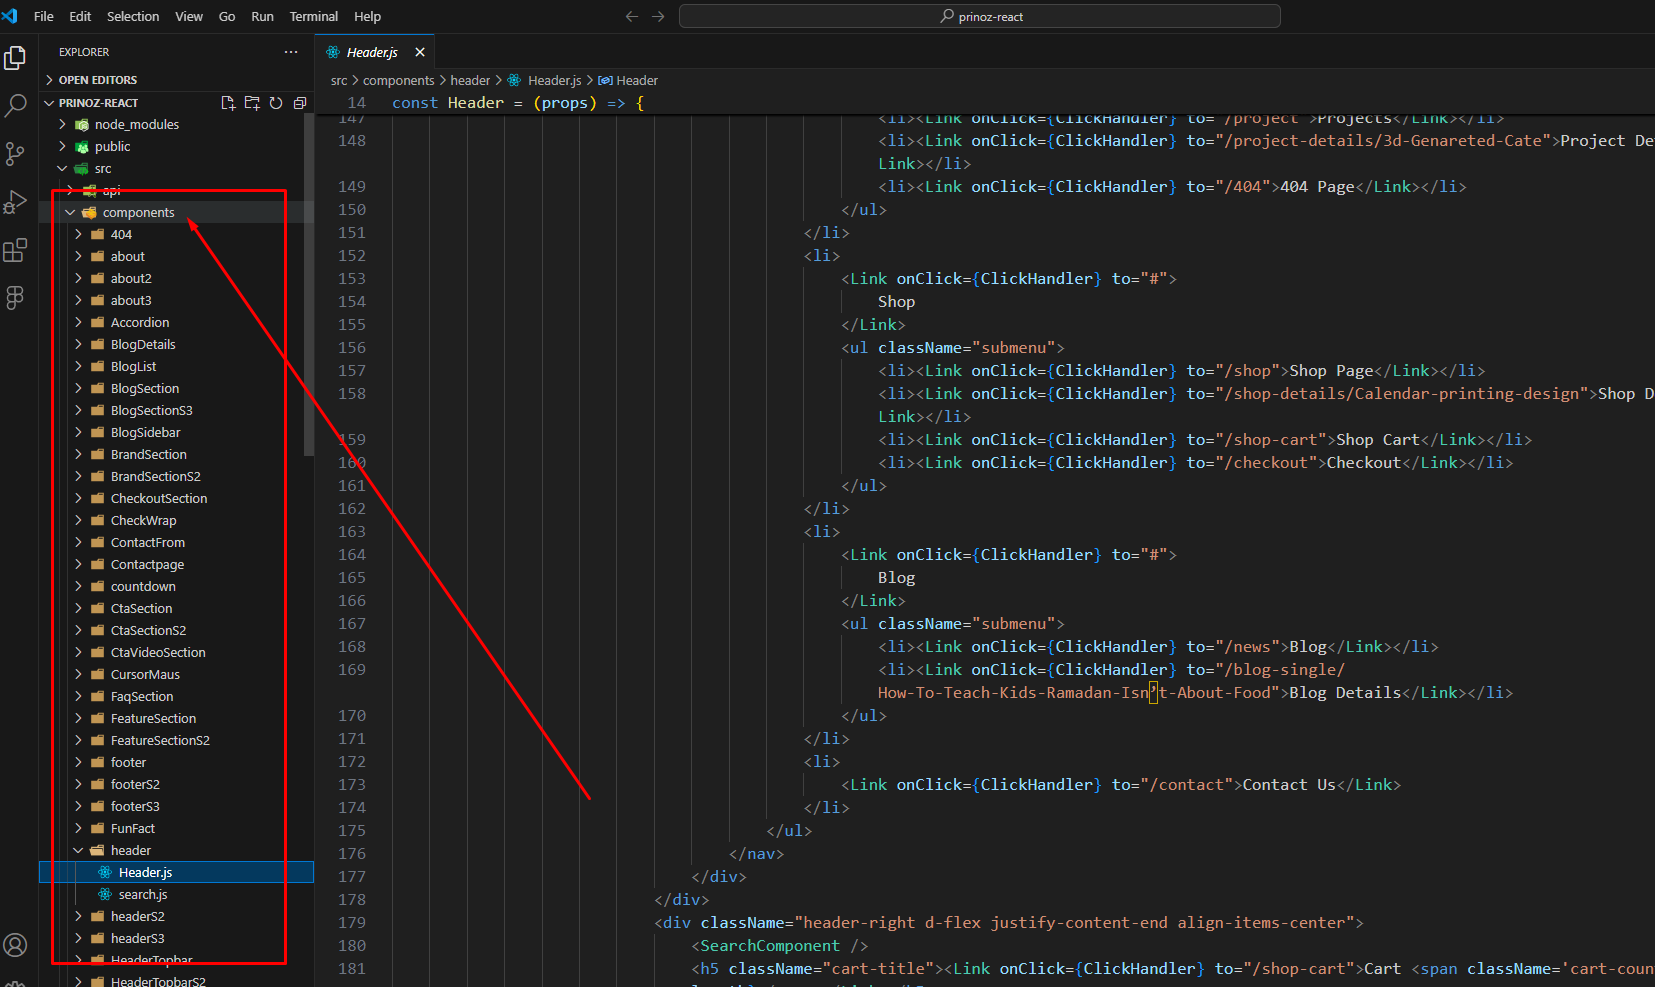 File Edit Selection View Go Run Terminal Help
prinoz-react
EXPLORER
OPEN EDITORS
PRINOZ-REACT
node_modules
public
src
api
components
404
about
about2
about3
Accordion
BlogDetails
BlogList
BlogSection
BlogSectionS3
BlogSidebar
BrandSection
BrandSectionS2
CheckoutSection
CheckWrap
ContactFrom
Contactpage
countdown
CtaSection
CtaSectionS2
CtaVideoSection
CursorMaus
FaqSection
FeatureSection
FeatureSectionS2
footer
footerS2
footerS3
FunFact
header
Header.js
search.js
headerS2
headerS3
HeaderTopbar
HeaderTopbarS2
Header.js
src > components > header > Header.js > Header
14 const Header = (props) => {
147 <li><Link onClick={ClickHandler} to="/project">Projects</Link></li>
148 <li><Link onClick={ClickHandler} to="/project-details/3d-Genareted-Cate">Project De
Link></li>
149 <li><Link onClick={ClickHandler} to="/404">404 Page</Link></li>
150 </ul>
151 </li>
152 <li>
153 <Link onClick={ClickHandler} to="#">
154 Shop
155 </Link>
156 <ul className="submenu">
157 <li><Link onClick={ClickHandler} to="/shop">Shop Page</Link></li>
158 <li><Link onClick={ClickHandler} to="/shop-details/Calendar-printing-design">Shop D
Link></li>
159 <li><Link onClick={ClickHandler} to="/shop-cart">Shop Cart</Link></li>
160 <li><Link onClick={ClickHandler} to="/checkout">Checkout</Link></li>
161 </ul>
162 </li>
163 <li>
164 <Link onClick={ClickHandler} to="#">
165 Blog
166 </Link>
167 <ul className="submenu">
168 <li><Link onClick={ClickHandler} to="/news">Blog</Link></li>
169 <li><Link onClick={ClickHandler} to="/blog-single/
How-To-Teach-Kids-Ramadan-Isn’t-About-Food">Blog Details</Link></li>
170 </ul>
171 </li>
172 <li>
173 <Link onClick={ClickHandler} to="/contact">Contact Us</Link>
174 </li>
175 </ul>
176 </nav>
177 </div>
178 </div>
179 <div className="header-right d-flex justify-content-end align-items-center">
180 <SearchComponent />
181 <h5 className="cart-title"><Link onClick={ClickHandler} to="/shop-cart">Cart <span className='cart-coun